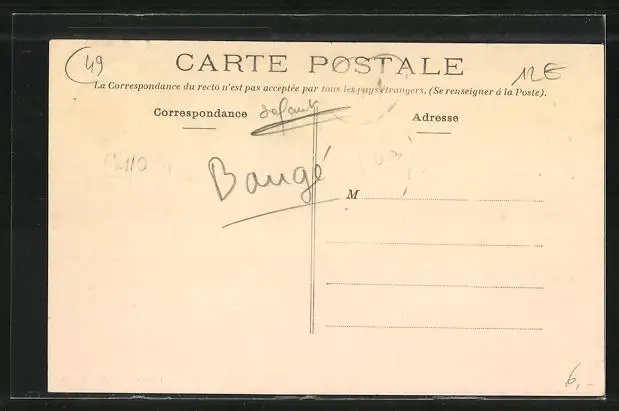 49
CARTE POSTALE
12€
La Correspondance du recto n'est pas acceptée par tous les pays étrangers. (Se renseigner à la Poste).
Correspondance
défauts
Adresse
Baugé
M
6,-